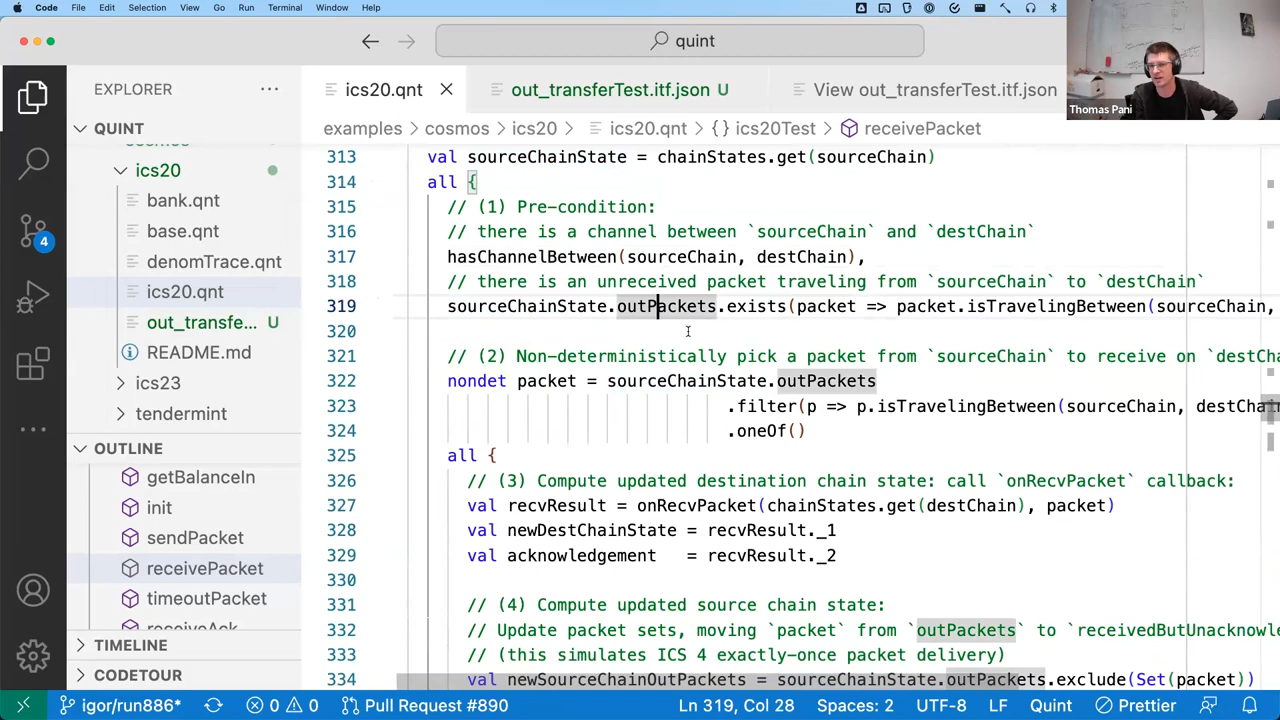 Code File Edit Selection View Go Run Terminal Window Help
quint
Thomas Pani
EXPLORER
ics20.qnt
out_transferTest.itf.json U
View out_transferTest.itf.json
QUINT
examples > cosmos > ics20 > ics20.qnt > {} ics20Test > receivePacket
cosmos
ics20
bank.qnt
base.qnt
denomTrace.qnt
ics20.qnt
out_transfe... U
README.md
ics23
tendermint
OUTLINE
getBalanceIn
init
sendPacket
receivePacket
timeoutPacket
receiveAck
TIMELINE
CODETOUR
4
313 val sourceChainState = chainStates.get(sourceChain)
314 all {
315 // (1) Pre-condition:
316 // there is a channel between `sourceChain` and `destChain`
317 hasChannelBetween(sourceChain, destChain),
318 // there is an unreceived packet traveling from `sourceChain` to `destChain`
319 sourceChainState.outPackets.exists(packet => packet.isTravelingBetween(sourceChain,
320
321 // (2) Non-deterministically pick a packet from `sourceChain` to receive on `destCha
322 nondet packet = sourceChainState.outPackets
323 .filter(p => p.isTravelingBetween(sourceChain, destChain
324 .oneOf()
325 all {
326 // (3) Compute updated destination chain state: call `onRecvPacket` callback:
327 val recvResult = onRecvPacket(chainStates.get(destChain), packet)
328 val newDestChainState = recvResult._1
329 val acknowledgement = recvResult._2
330
331 // (4) Compute updated source chain state:
332 // Update packet sets, moving `packet` from `outPackets` to `receivedButUnacknowle
333 // (this simulates ICS 4 exactly-once packet delivery)
334 val newSourceChainOutPackets = sourceChainState.outPackets.exclude(Set(packet))
igor/run886* 0 0 Pull Request #890 Ln 319, Col 28 Spaces: 2 UTF-8 LF Quint Prettier